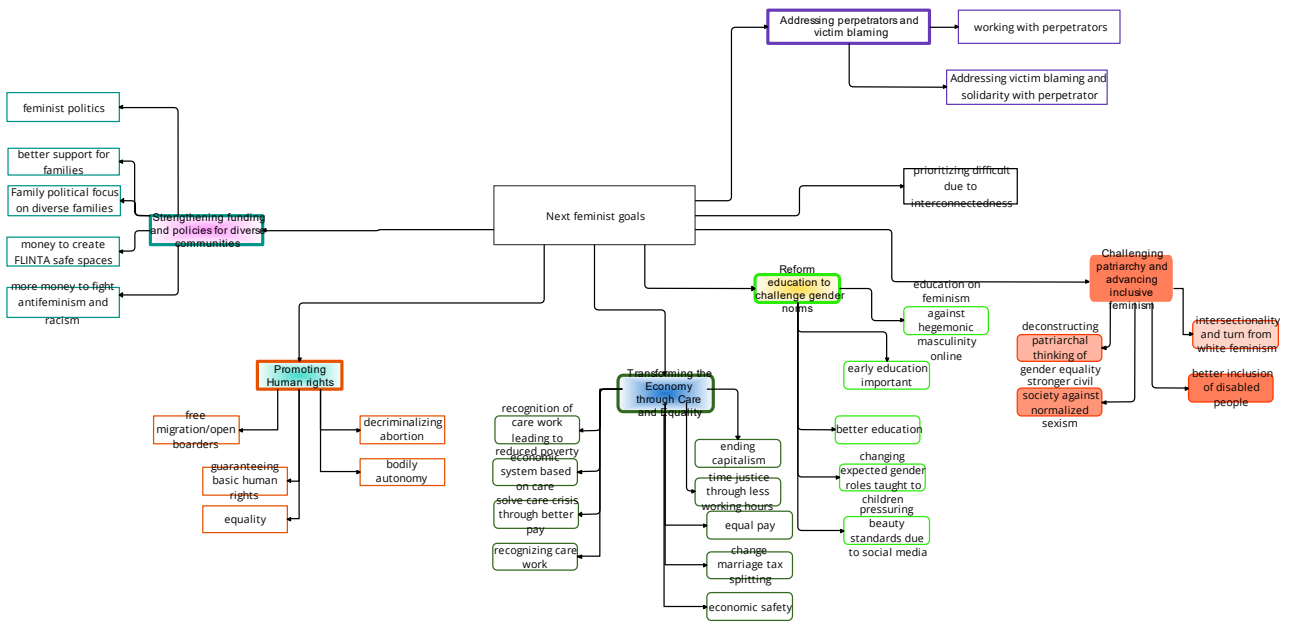 Addressing perpetrators and
victim blaming
working with perpetrators
Addressing victim blaming and
solidarity with perpetrator
feminist politics
better support for
families
Family political focus
on diverse families
money to create
FLINTA safe spaces
more money to fight
antifeminism and
racism
Strengthening funding
and policies for diverse
communities
Next feminist goals
prioritizing difficult
due to
interconnectedness
Challenging
patriarchy and
advancing
inclusive
feminism
deconstructing
patriarchal
thinking of
gender equality
stronger civil
society against
normalized
sexism
intersectionality
and turn from
white feminism
better inclusion
of disabled
people
Reform
education to
challenge gender
norms
education on
feminism
against
hegemonic
masculinity
online
early education
important
better education
changing
expected gender
roles taught to
children
pressuring
beauty
standards due
to social media
Promoting
Human rights
free
migration/open
boarders
guaranteeing
basic human
rights
equality
decriminalizing
abortion
bodily
autonomy
Transforming the
Economy
through Care
and Equality
recognition of
care work
leading to
reduced poverty
economic
system based
on care
solve care crisis
through better
pay
recognizing care
work
ending
capitalism
time justice
through less
working hours
equal pay
change
marriage tax
splitting
economic safety